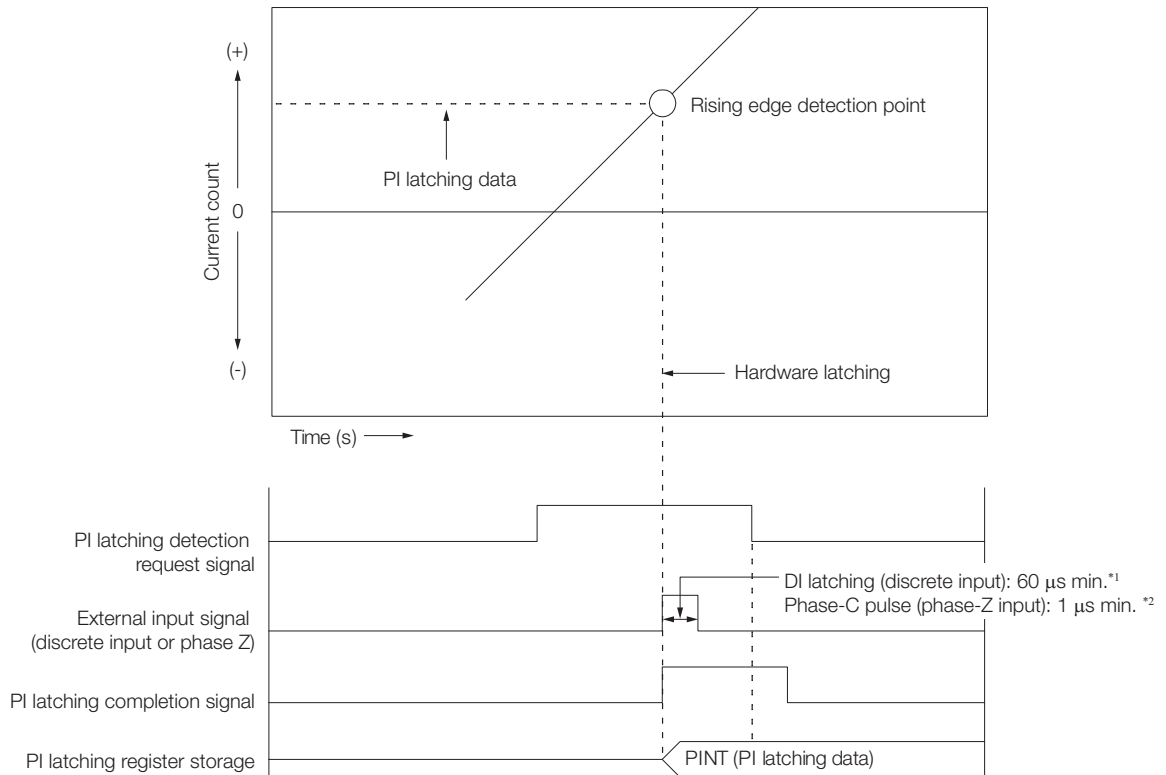 (+)
Rising edge detection point
PI latching data
Current count
0
Hardware latching
(-)
Time (s)
PI latching detection
request signal
DI latching (discrete input): 60 μs min.*1
Phase-C pulse (phase-Z input): 1 μs min. *2
External input signal
(discrete input or phase Z)
PI latching completion signal
PI latching register storage
PINT (PI latching data)